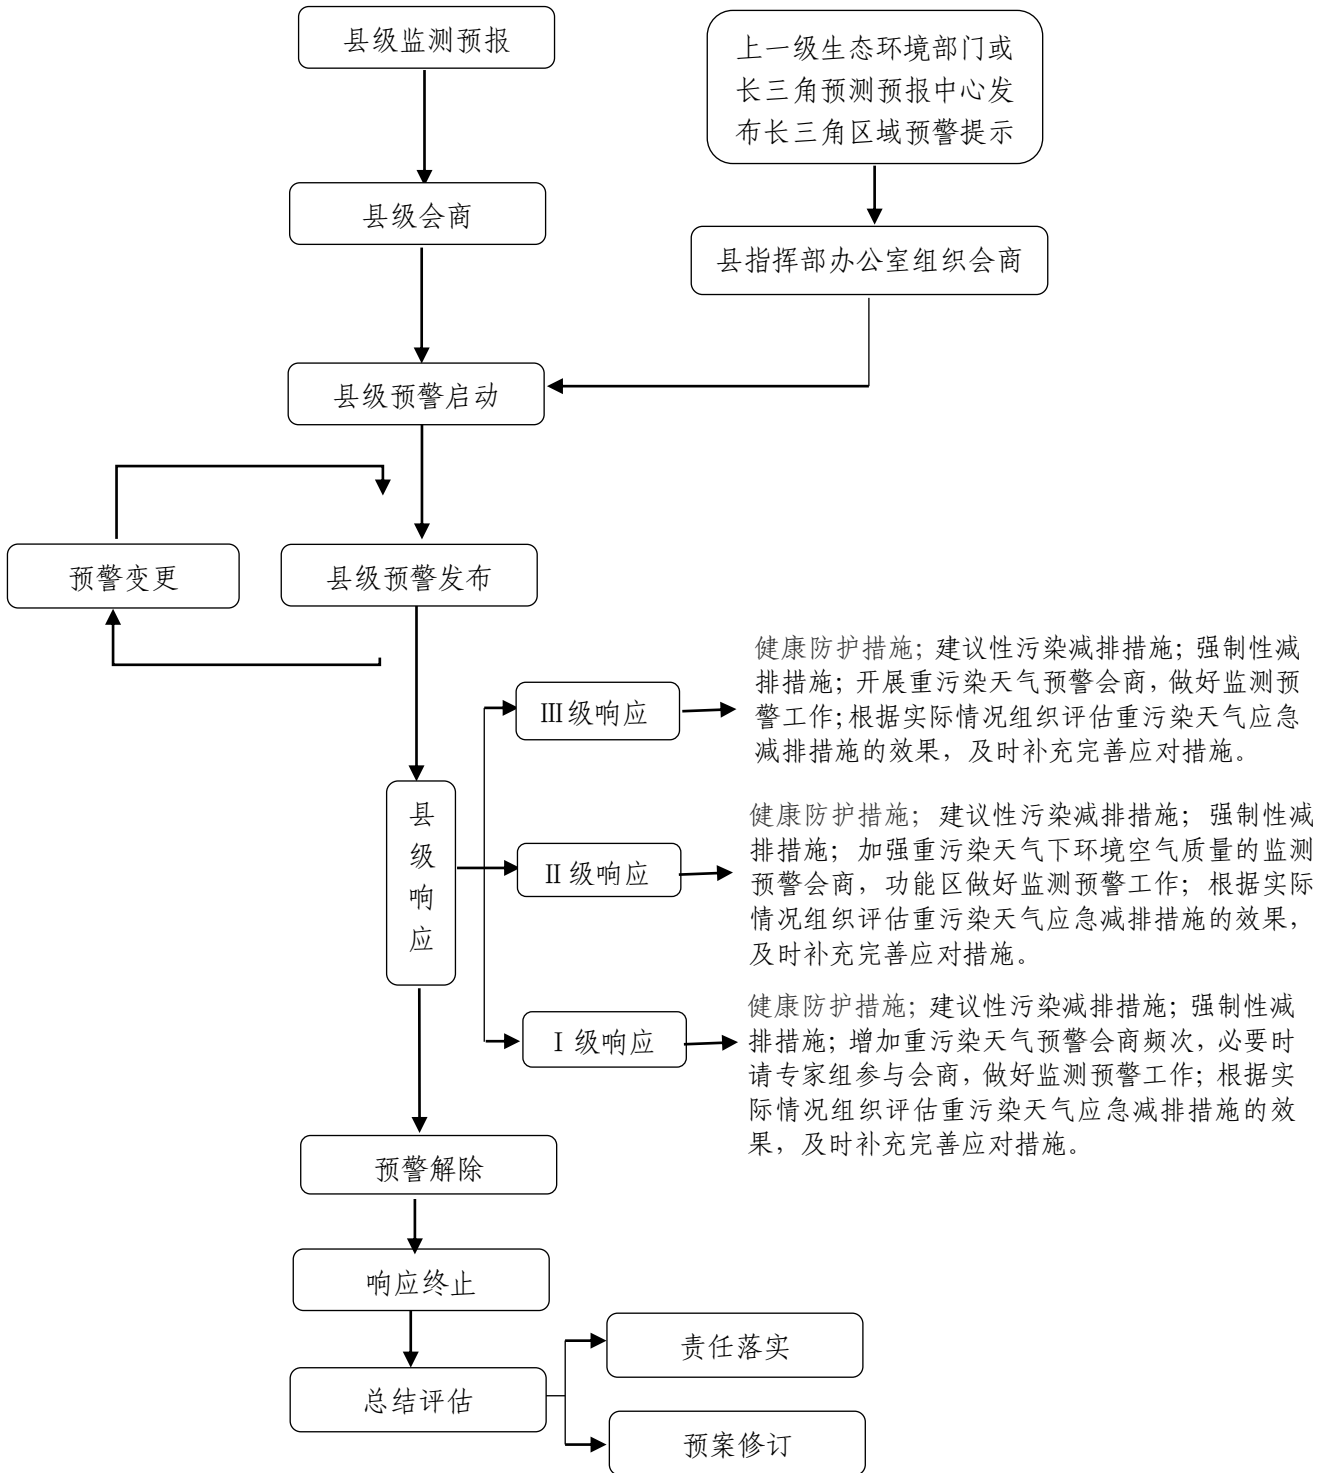 县级监测预报
上一级生态环境部门或
长三角预测预报中心发
布长三角区域预警提示
县级会商
县指挥部办公室组织会商
县级预警启动
预警变更
县级预警发布
健康防护措施；建议性污染减排措施；强制性减
排措施；开展重污染天气预警会商，做好监测预
警工作；根据实际情况组织评估重污染天气应急
减排措施的效果，及时补充完善应对措施。
Ⅲ级响应
县
级
响
应
健康防护措施；建议性污染减排措施；强制性减
排措施；加强重污染天气下环境空气质量的监测
预警会商，功能区做好监测预警工作；根据实际
情况组织评估重污染天气应急减排措施的效果，
及时补充完善应对措施。
Ⅱ级响应
健康防护措施；建议性污染减排措施；强制性减
排措施；增加重污染天气预警会商频次，必要时
请专家组参与会商，做好监测预警工作；根据实
际情况组织评估重污染天气应急减排措施的效
果，及时补充完善应对措施。
Ⅰ级响应
预警解除
响应终止
责任落实
总结评估
预案修订